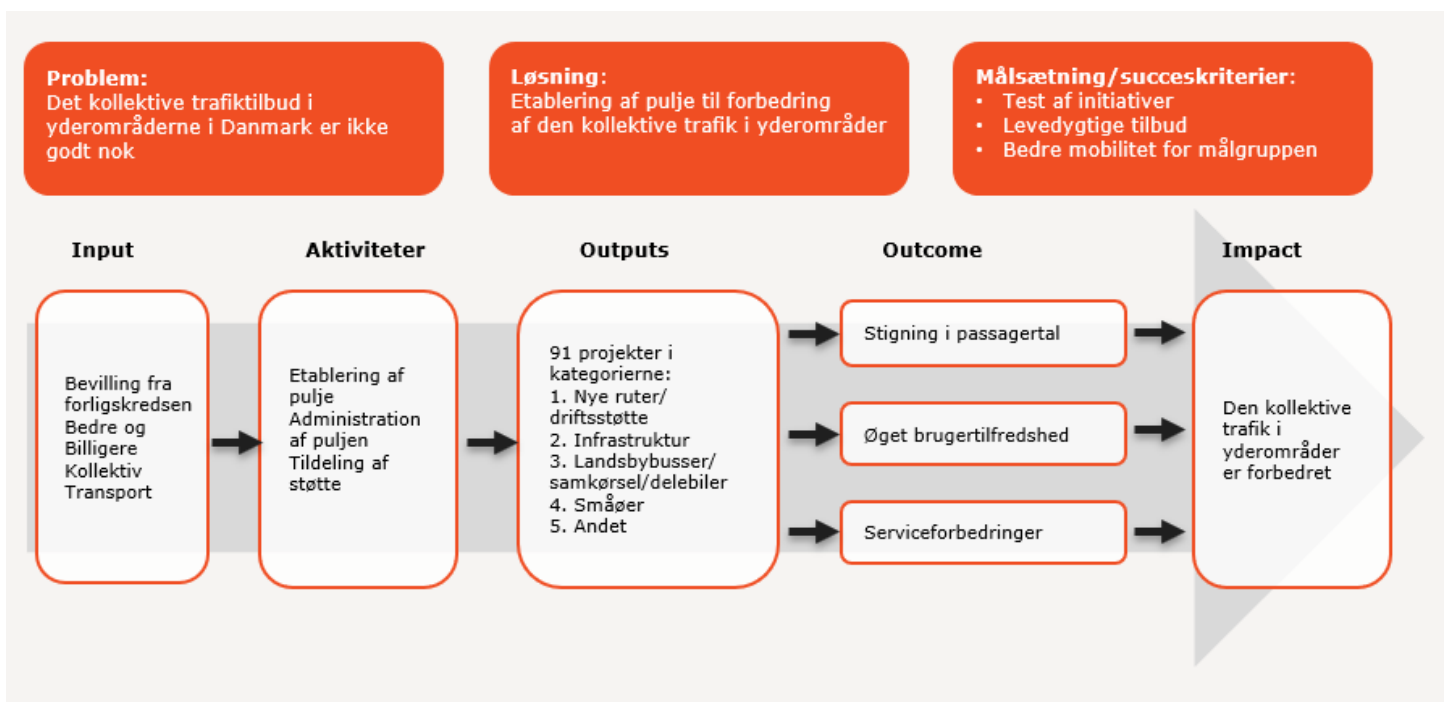 Problem:
Det kollektive trafiktilbud i
yderområderne i Danmark er ikke
godt nok
Løsning:
Etablering af pulje til forbedring
af den kollektive trafik i yderområder
Målsætning/succeskriterier:
• Test af initiativer
• Levedygtige tilbud
• Bedre mobilitet for målgruppen
Input
Aktiviteter
Outputs
Outcome
Impact
Bevilling fra
forligskredsen
Bedre og
Billigere
Kollektiv
Transport
Etablering af
pulje
Administration
af puljen
Tildeling af
støtte
91 projekter i
kategorierne:
1. Nye ruter/
driftsstøtte
2. Infrastruktur
3. Landsbybusser/
samkørsel/delebiler
4. Småøer
5. Andet
Stigning i passagertal
Øget brugertilfredshed
Serviceforbedringer
Den kollektive
trafik i
yderområder
er forbedret